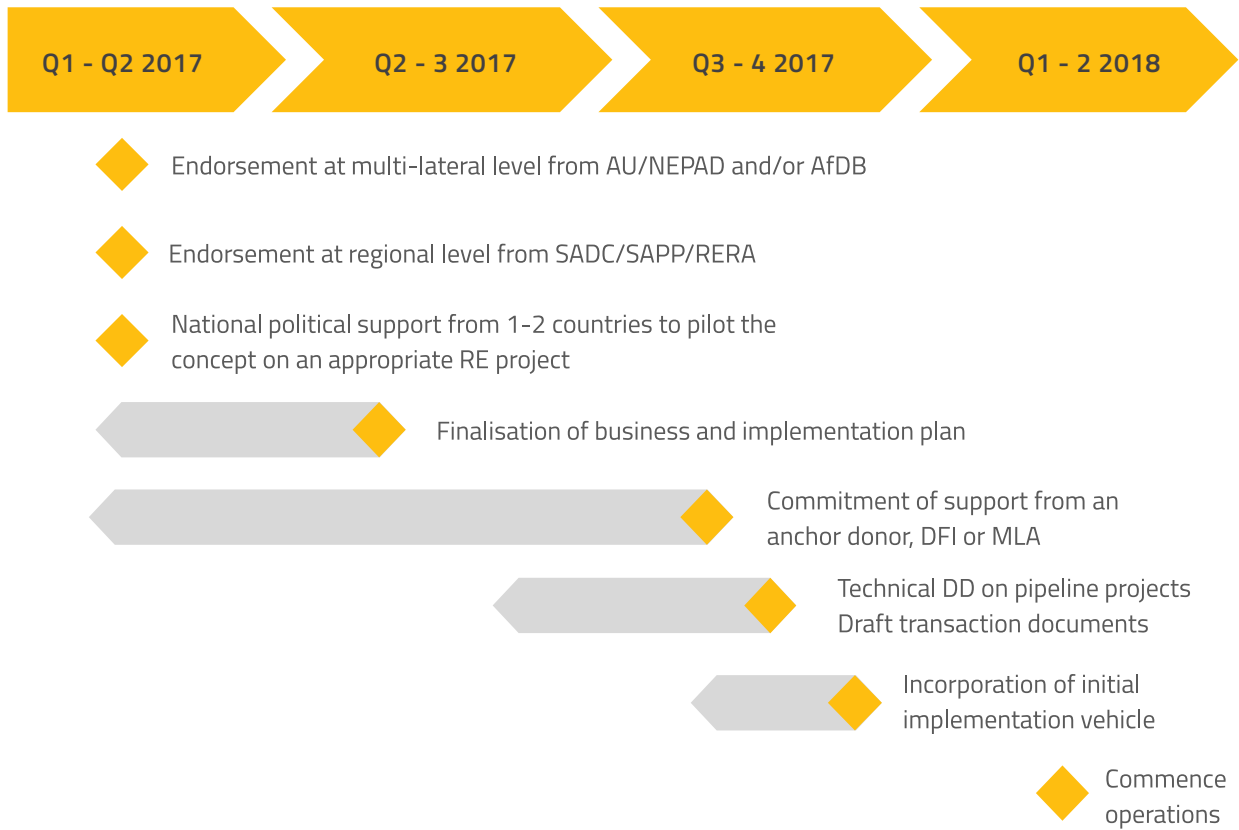 Q1 - Q2 2017
Q2 - 3 2017
Q3 - 4 2017
Q1 - 2 2018
Endorsement at multi-lateral level from AU/NEPAD and/or AfDB
Endorsement at regional level from SADC/SAPP/RERA
National political support from 1-2 countries to pilot the
concept on an appropriate RE project
Finalisation of business and implementation plan
Commitment of support from an
anchor donor, DFI or MLA
Technical DD on pipeline projects
Draft transaction documents
Incorporation of initial
implementation vehicle
Commence
operations